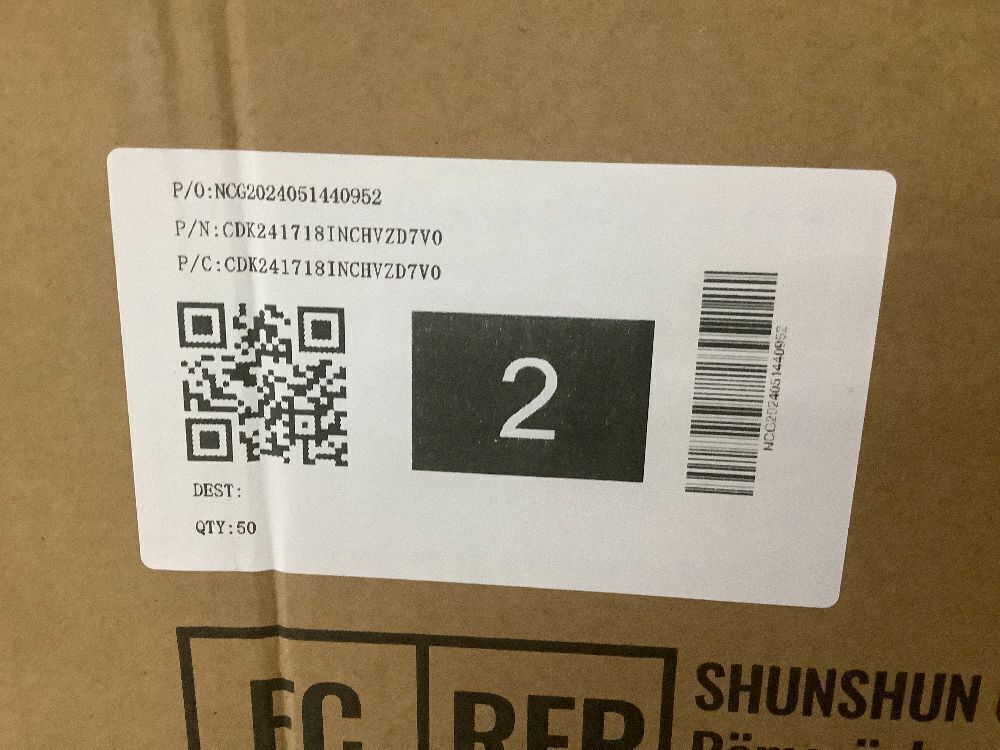 P/O:NCG2024051440952
P/N:CDK241718INCHVZD7V0
P/C:CDK241718INCHVZD7V0
2
NCG2024051440952
DEST:
QTY:50
EC REP
SHUNSHUN